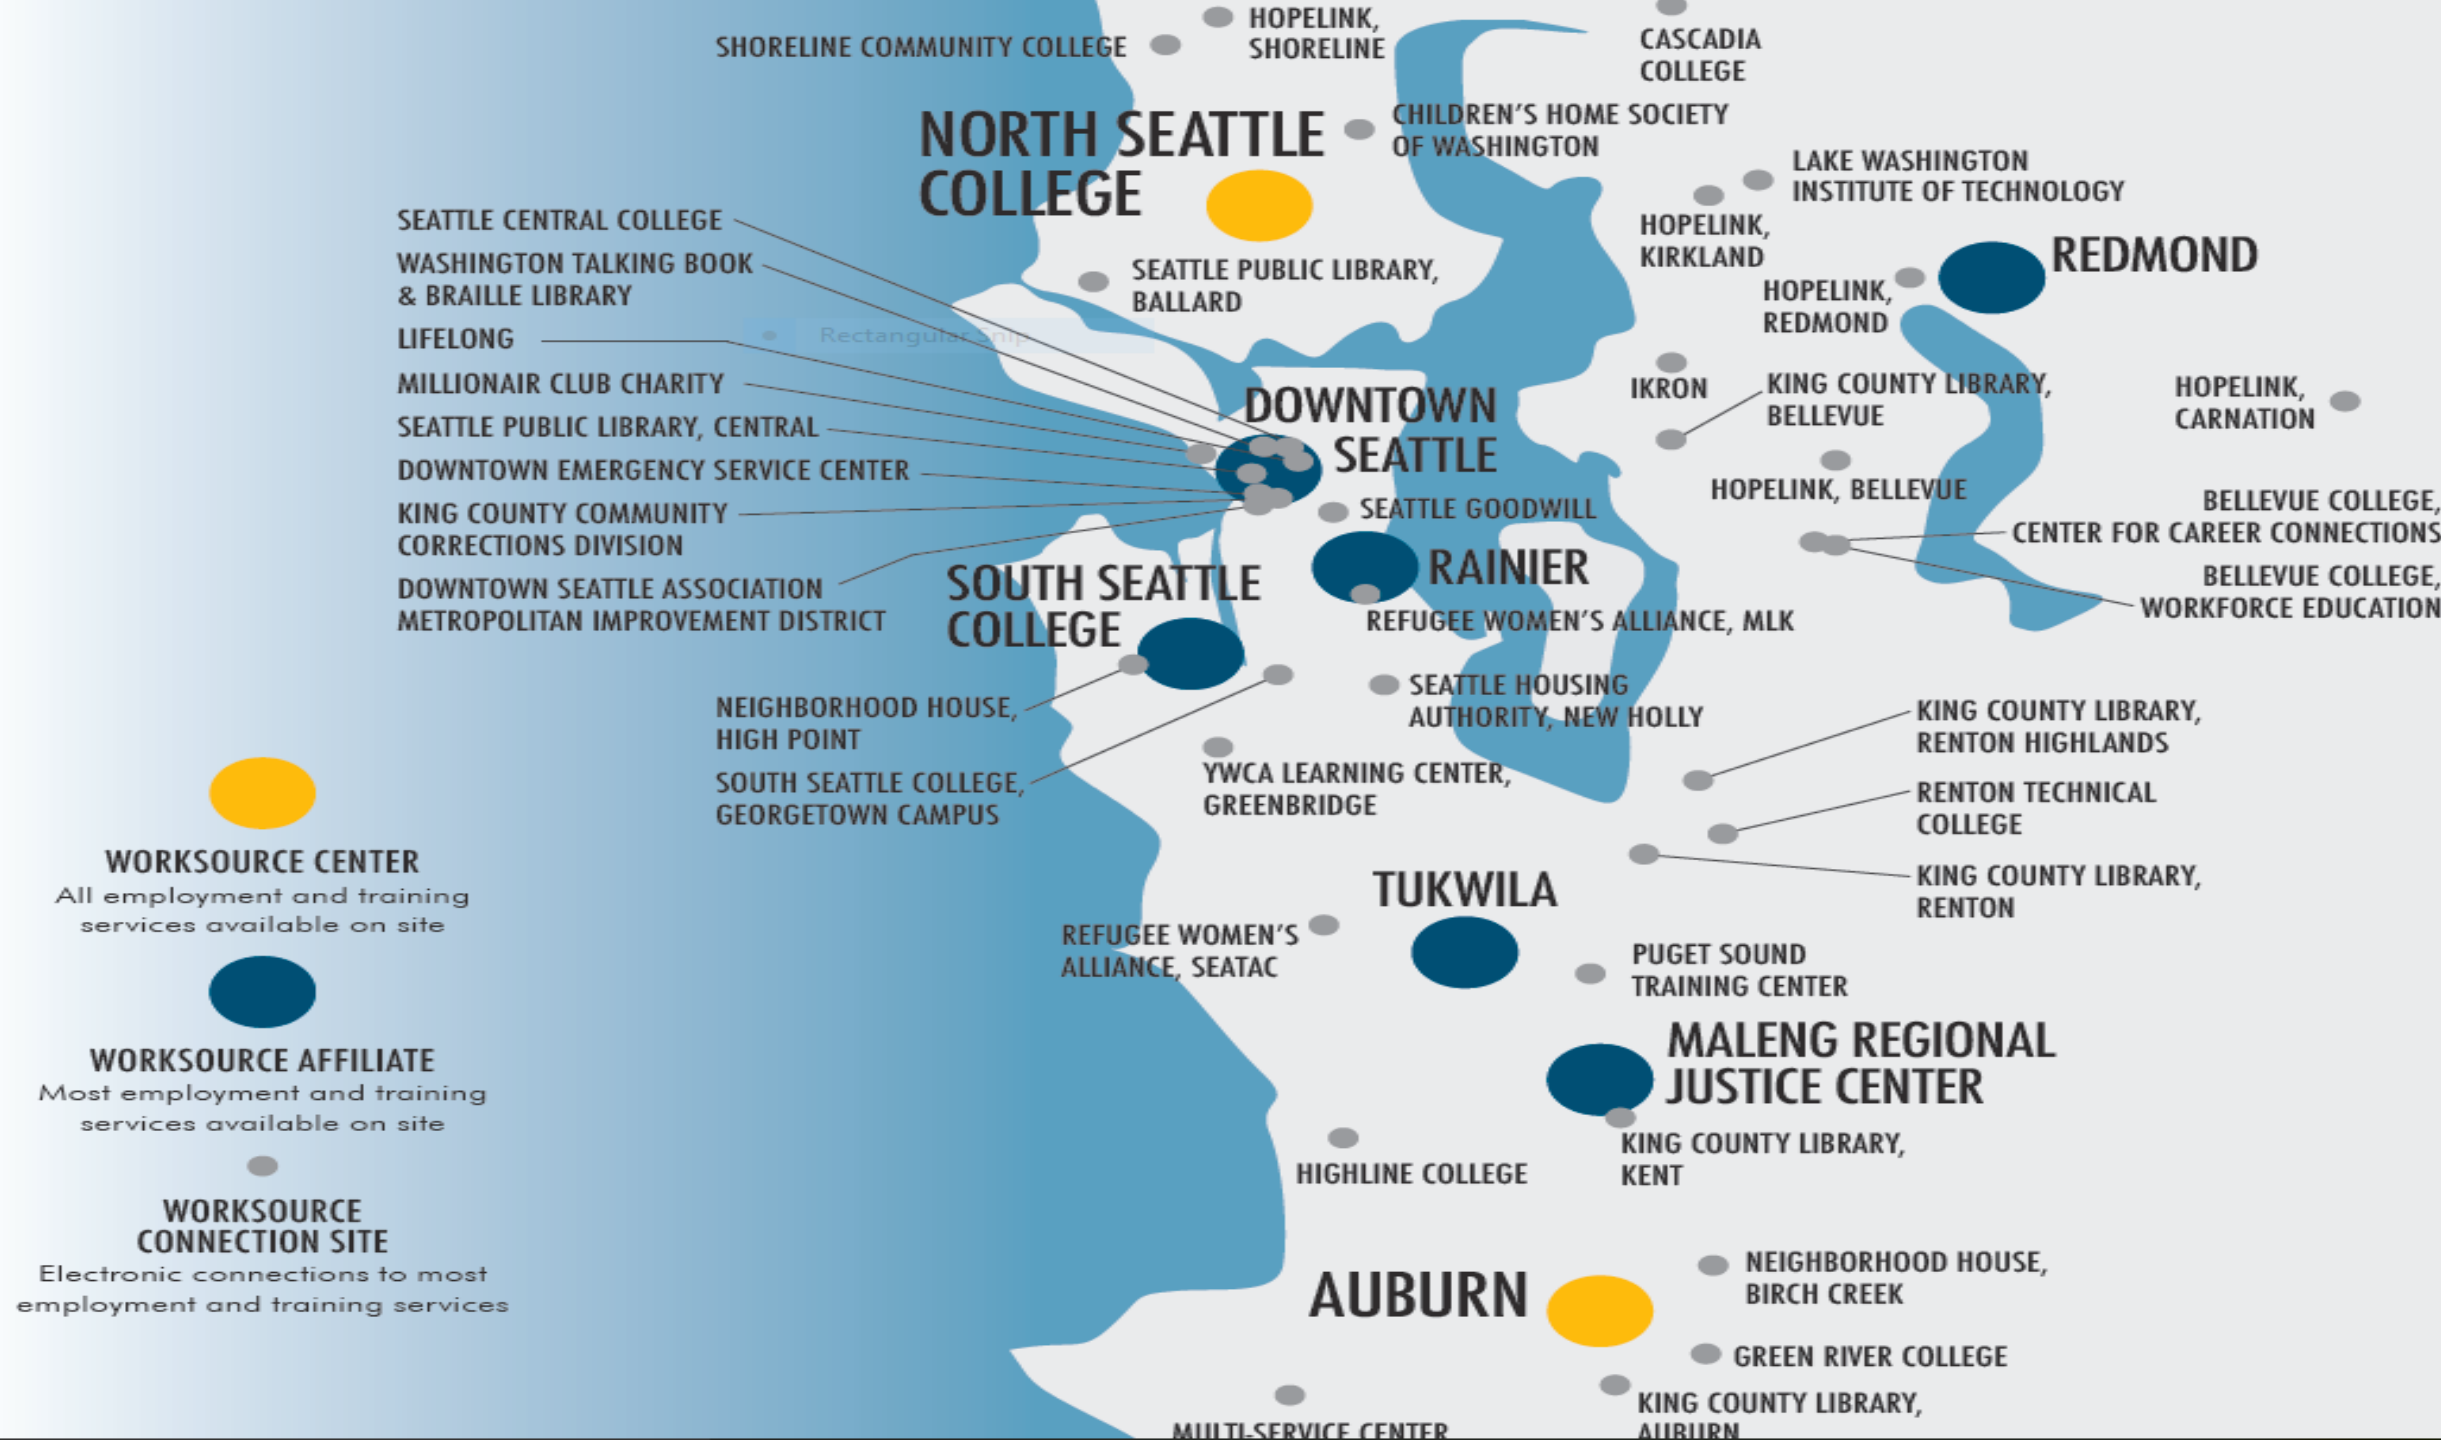 HOPELINK,
SHORELINE
SHORELINE COMMUNITY COLLEGE
CASCADIA
COLLEGE
NORTH SEATTLE
COLLEGE
CHILDREN'S HOME SOCIETY
OF WASHINGTON
LAKE WASHINGTON
INSTITUTE OF TECHNOLOGY
HOPELINK,
KIRKLAND
REDMOND
HOPELINK,
REDMOND
SEATTLE PUBLIC LIBRARY,
BALLARD
SEATTLE CENTRAL COLLEGE
WASHINGTON TALKING BOOK
& BRAILLE LIBRARY
Rectangular Snip
LIFELONG
MILLIONAIR CLUB CHARITY
SEATTLE PUBLIC LIBRARY, CENTRAL
DOWNTOWN EMERGENCY SERVICE CENTER
KING COUNTY COMMUNITY
CORRECTIONS DIVISION
DOWNTOWN SEATTLE ASSOCIATION
METROPOLITAN IMPROVEMENT DISTRICT
DOWNTOWN
SEATTLE
IKRON
KING COUNTY LIBRARY,
BELLEVUE
HOPELINK,
CARNATION
HOPELINK, BELLEVUE
SEATTLE GOODWILL
BELLEVUE COLLEGE,
CENTER FOR CAREER CONNECTIONS
BELLEVUE COLLEGE,
WORKFORCE EDUCATION
RAINIER
REFUGEE WOMEN'S ALLIANCE, MLK
SOUTH SEATTLE
COLLEGE
NEIGHBORHOOD HOUSE,
HIGH POINT
SOUTH SEATTLE COLLEGE,
GEORGETOWN CAMPUS
SEATTLE HOUSING
AUTHORITY, NEW HOLLY
YWCA LEARNING CENTER,
GREENBRIDGE
KING COUNTY LIBRARY,
RENTON HIGHLANDS
RENTON TECHNICAL
COLLEGE
KING COUNTY LIBRARY,
RENTON
TUKWILA
REFUGEE WOMEN'S
ALLIANCE, SEATAC
PUGET SOUND
TRAINING CENTER
MALENG REGIONAL
JUSTICE CENTER
KING COUNTY LIBRARY,
KENT
HIGHLINE COLLEGE
AUBURN
NEIGHBORHOOD HOUSE,
BIRCH CREEK
GREEN RIVER COLLEGE
KING COUNTY LIBRARY,
AUBURN
MULTI-SERVICE CENTER
WORKSOURCE CENTER
All employment and training
services available on site
WORKSOURCE AFFILIATE
Most employment and training
services available on site
WORKSOURCE
CONNECTION SITE
Electronic connections to most
employment and training services